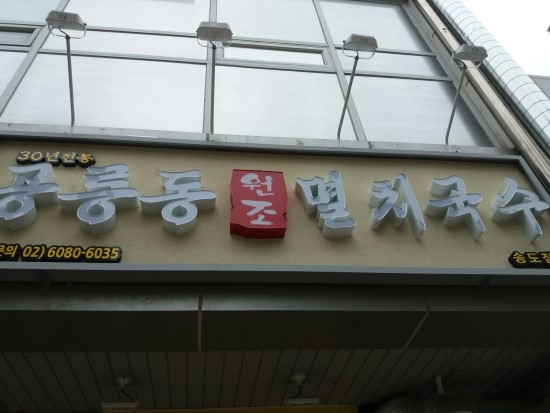 30년전통
공릉동 원조 멸치국수
문의 02) 6080-6035
송도점